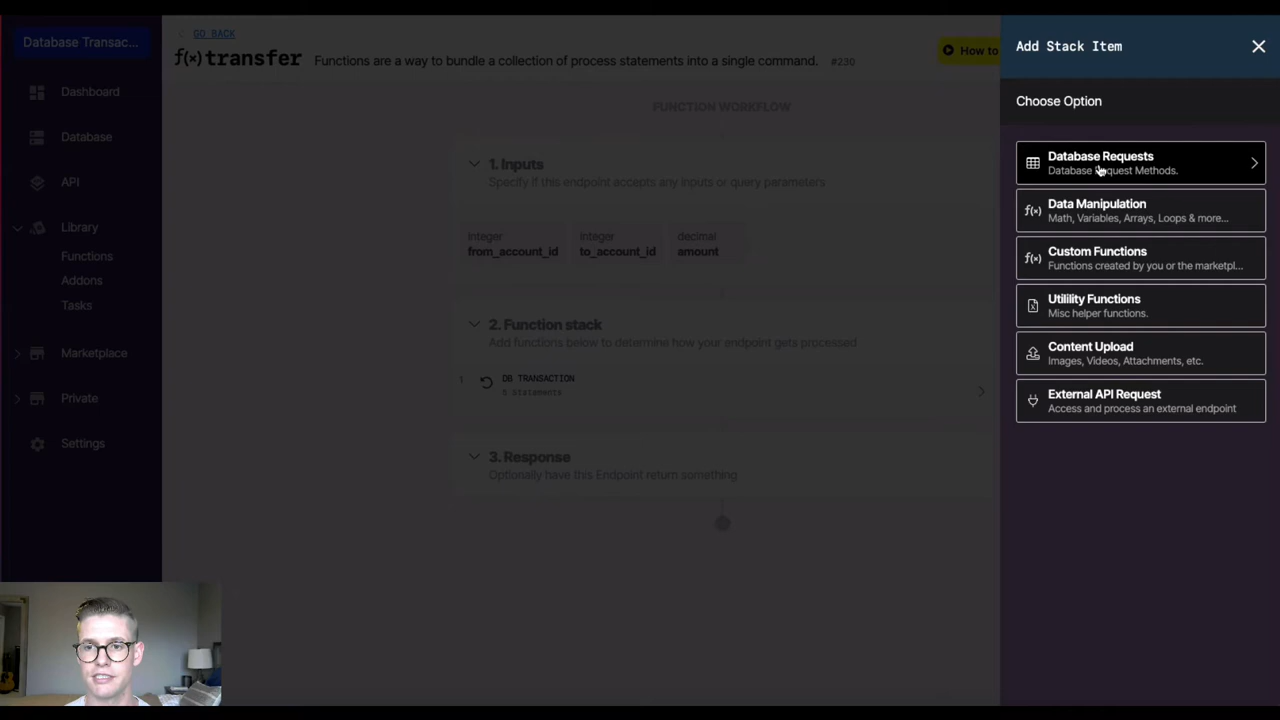 Database Transac...
Dashboard
Database
API
Library
Functions
Addons
Tasks
Marketplace
Private
Settings
GO BACK
f(x) transfer
Functions are a way to bundle a collection of process statements into a single command.
#230
How to
FUNCTION WORKFLOW
1. Inputs
Specify if this endpoint accepts any inputs or query parameters
integer
from_account_id
integer
to_account_id
decimal
amount
2. Function stack
Add functions below to determine how your endpoint gets processed
1
DB TRANSACTION
6 Statements
3. Response
Optionally have this Endpoint return something
Add Stack Item
Choose Option
Database Requests
Database Request Methods.
f(x)
Data Manipulation
Math, Variables, Arrays, Loops & more...
f(x)
Custom Functions
Functions created by you or the marketpl...
Utilility Functions
Misc helper functions.
Content Upload
Images, Videos, Attachments, etc.
External API Request
Access and process an external endpoint